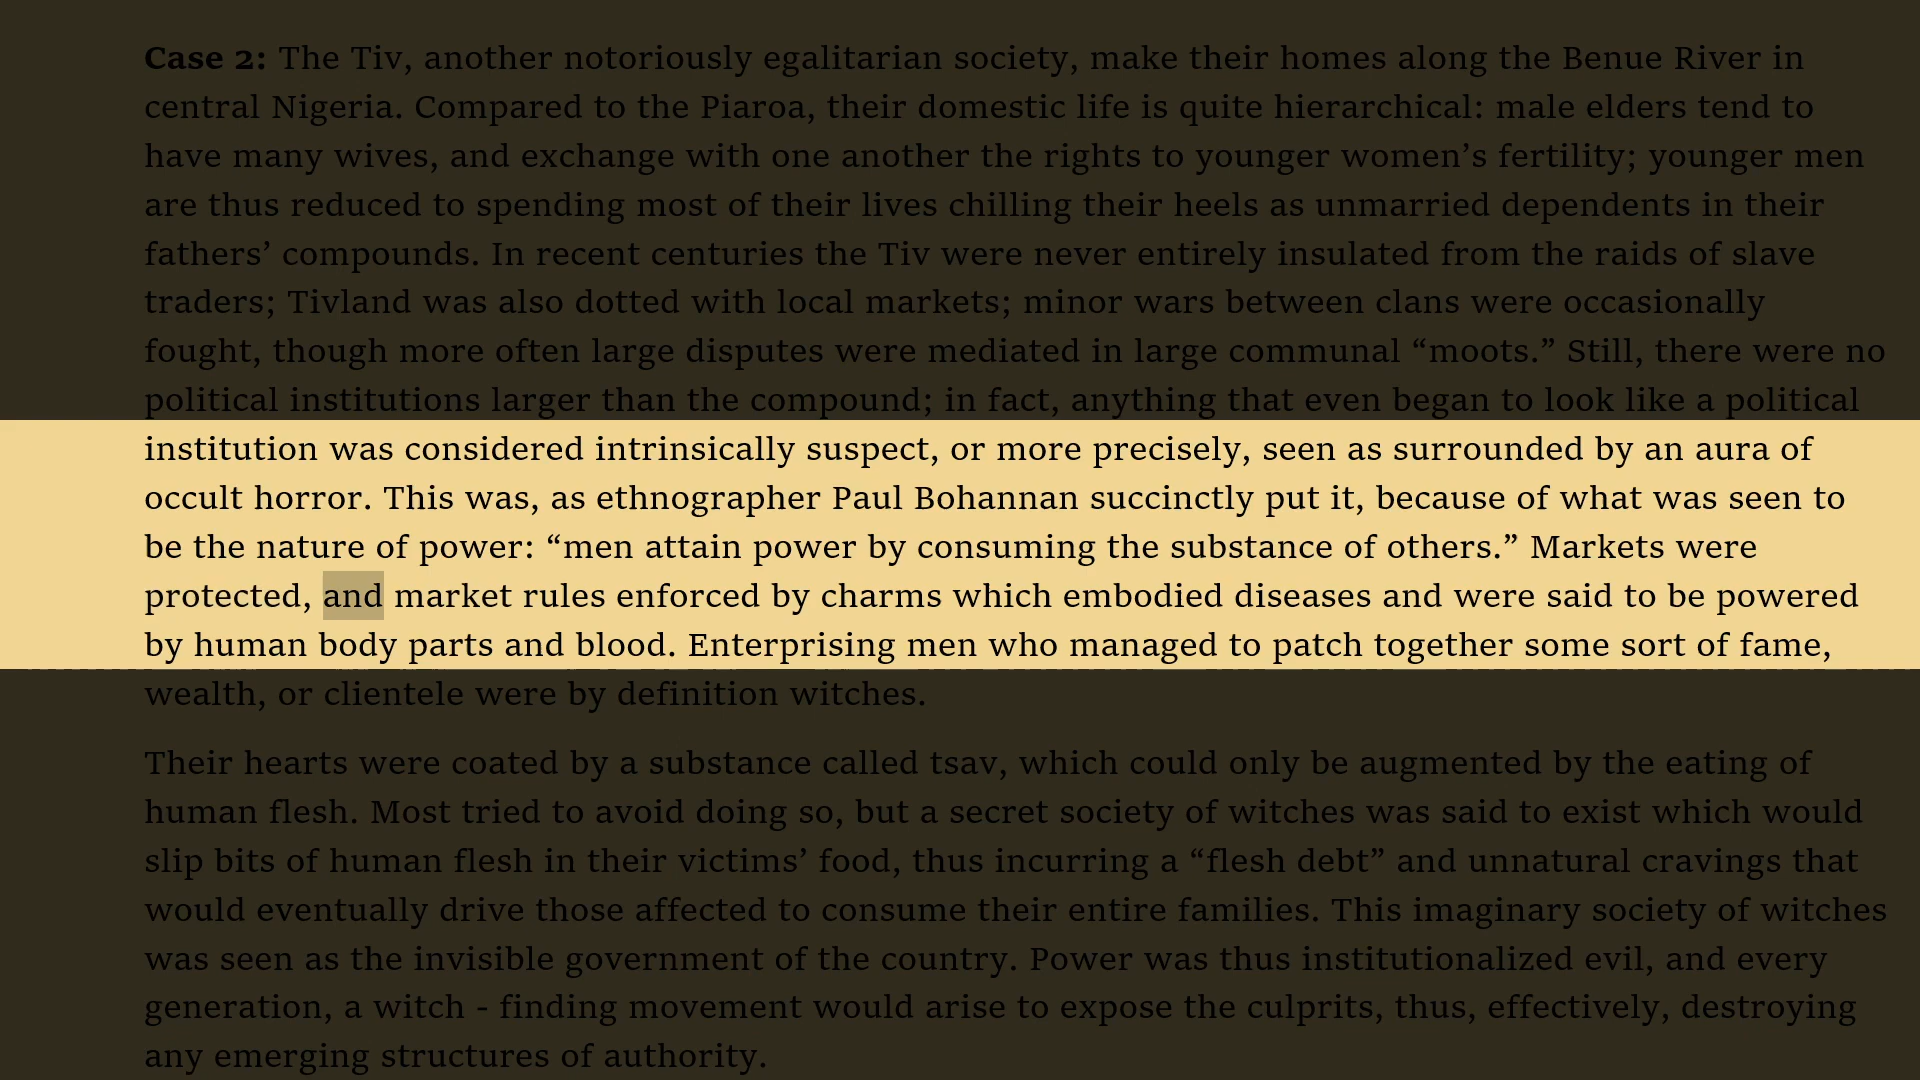 Case 2: The Tiv, another notoriously egalitarian society, make their homes along the Benue River in
central Nigeria. Compared to the Piaroa, their domestic life is quite hierarchical: male elders tend to
have many wives, and exchange with one another the rights to younger women’s fertility; younger men
are thus reduced to spending most of their lives chilling their heels as unmarried dependents in their
fathers’ compounds. In recent centuries the Tiv were never entirely insulated from the raids of slave
traders; Tivland was also dotted with local markets; minor wars between clans were occasionally
fought, though more often large disputes were mediated in large communal “moots.” Still, there were no
political institutions larger than the compound; in fact, anything that even began to look like a political
institution was considered intrinsically suspect, or more precisely, seen as surrounded by an aura of
occult horror. This was, as ethnographer Paul Bohannan succinctly put it, because of what was seen to
be the nature of power: “men attain power by consuming the substance of others.” Markets were
protected, and market rules enforced by charms which embodied diseases and were said to be powered
by human body parts and blood. Enterprising men who managed to patch together some sort of fame,
wealth, or clientele were by definition witches.
Their hearts were coated by a substance called tsav, which could only be augmented by the eating of
human flesh. Most tried to avoid doing so, but a secret society of witches was said to exist which would
slip bits of human flesh in their victims’ food, thus incurring a “flesh debt” and unnatural cravings that
would eventually drive those affected to consume their entire families. This imaginary society of witches
was seen as the invisible government of the country. Power was thus institutionalized evil, and every
generation, a witch - finding movement would arise to expose the culprits, thus, effectively, destroying
any emerging structures of authority.